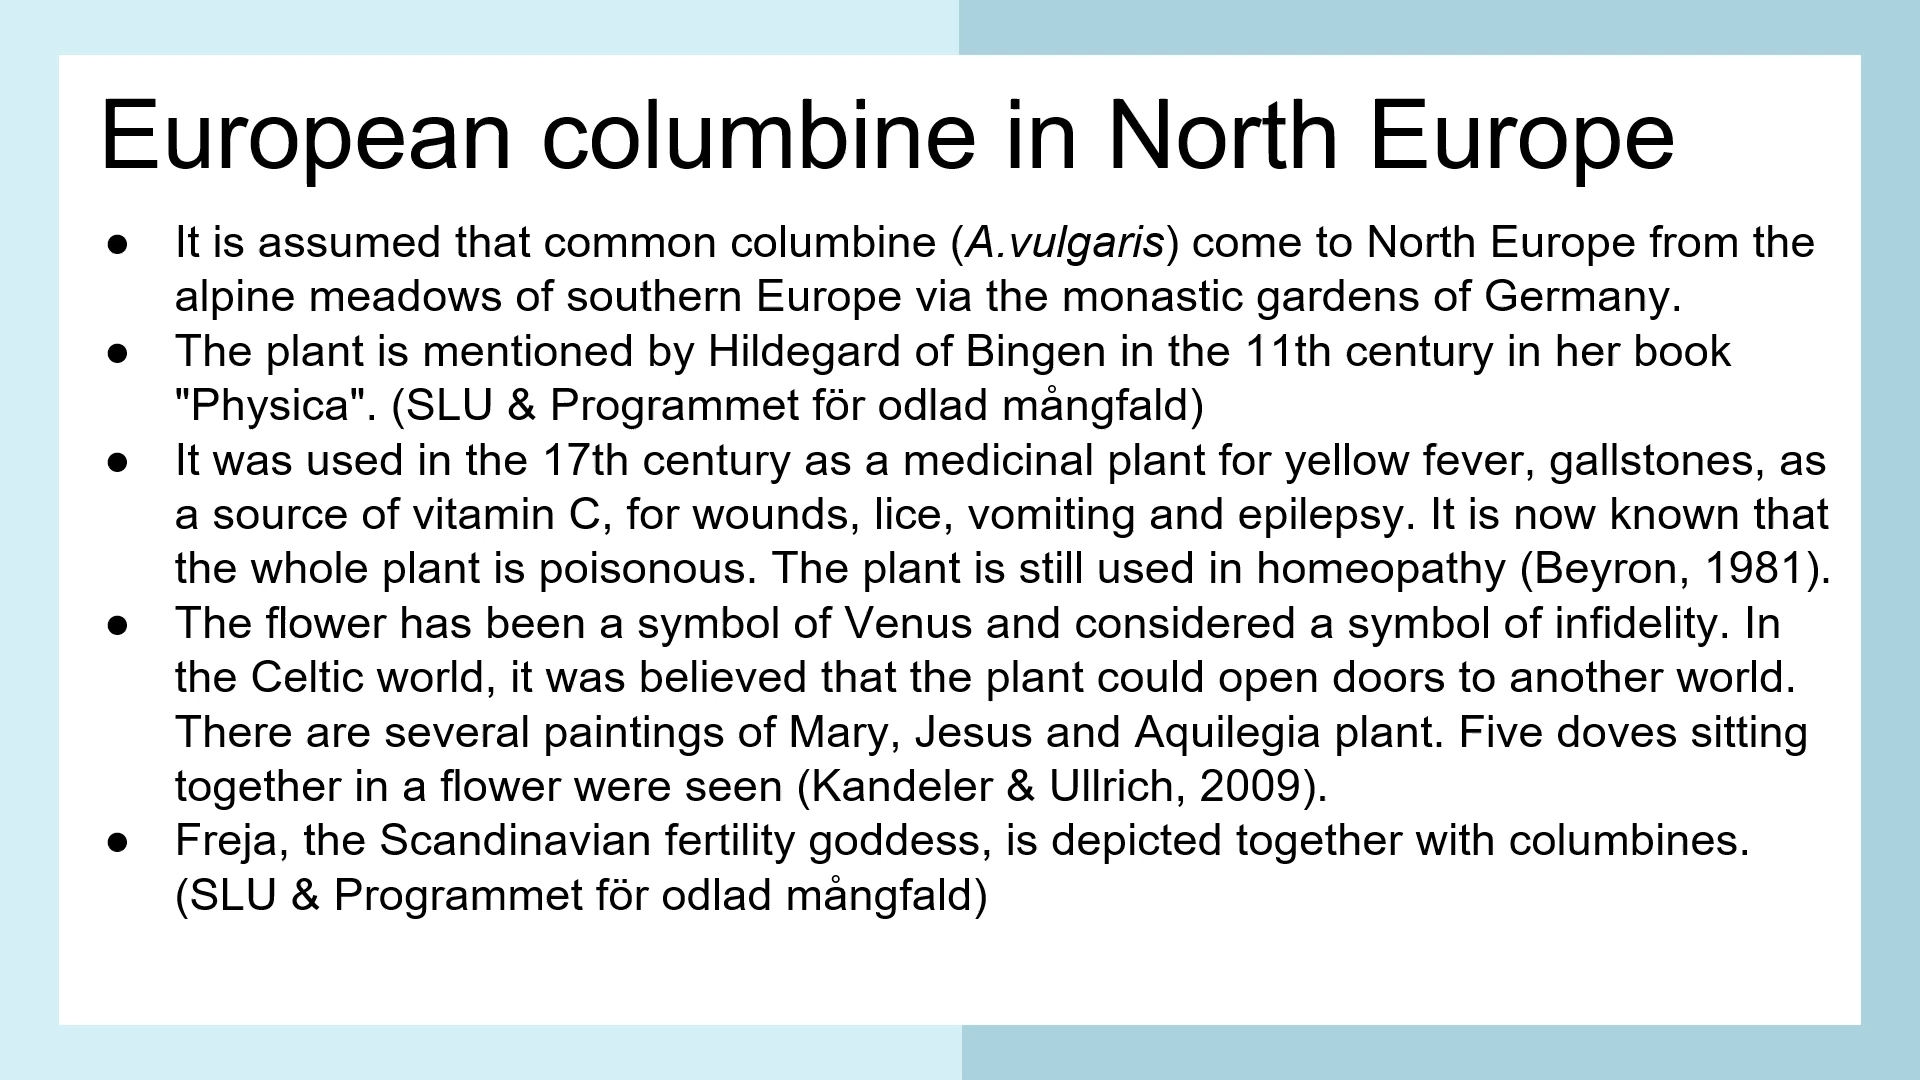 European columbine in North Europe
● It is assumed that common columbine (A.vulgaris) come to North Europe from the
alpine meadows of southern Europe via the monastic gardens of Germany.
● The plant is mentioned by Hildegard of Bingen in the 11th century in her book
"Physica". (SLU & Programmet för odlad mångfald)
● It was used in the 17th century as a medicinal plant for yellow fever, gallstones, as
a source of vitamin C, for wounds, lice, vomiting and epilepsy. It is now known that
the whole plant is poisonous. The plant is still used in homeopathy (Beyron, 1981).
● The flower has been a symbol of Venus and considered a symbol of infidelity. In
the Celtic world, it was believed that the plant could open doors to another world.
There are several paintings of Mary, Jesus and Aquilegia plant. Five doves sitting
together in a flower were seen (Kandeler & Ullrich, 2009).
● Freja, the Scandinavian fertility goddess, is depicted together with columbines.
(SLU & Programmet för odlad mångfald)